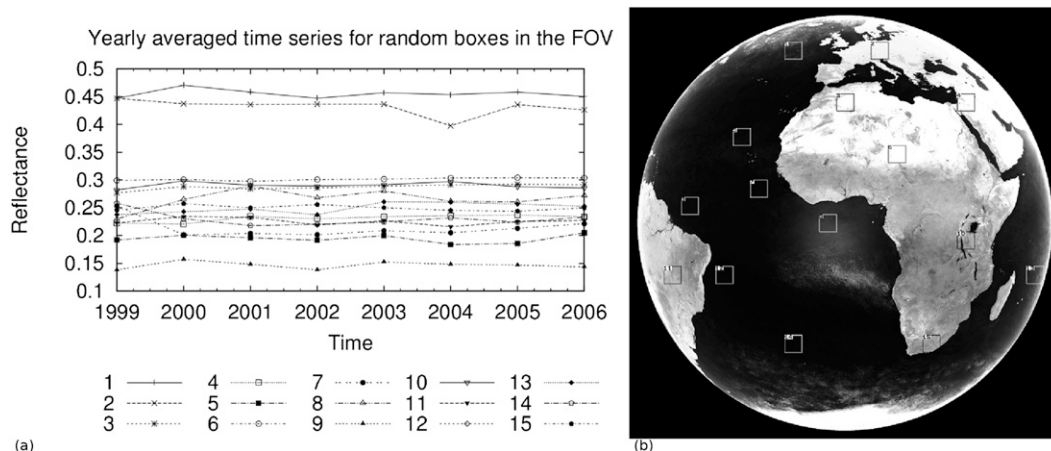 Yearly averaged time series for random boxes in the FOV
0.5
0.45
0.4
0.35
0.3
0.25
0.2
0.15
0.1
Reflectance
1999 2000 2001 2002 2003 2004 2005 2006
Time
1 4 7 10 13
2 5 8 11 14
3 6 9 12 15
(a)
(b)